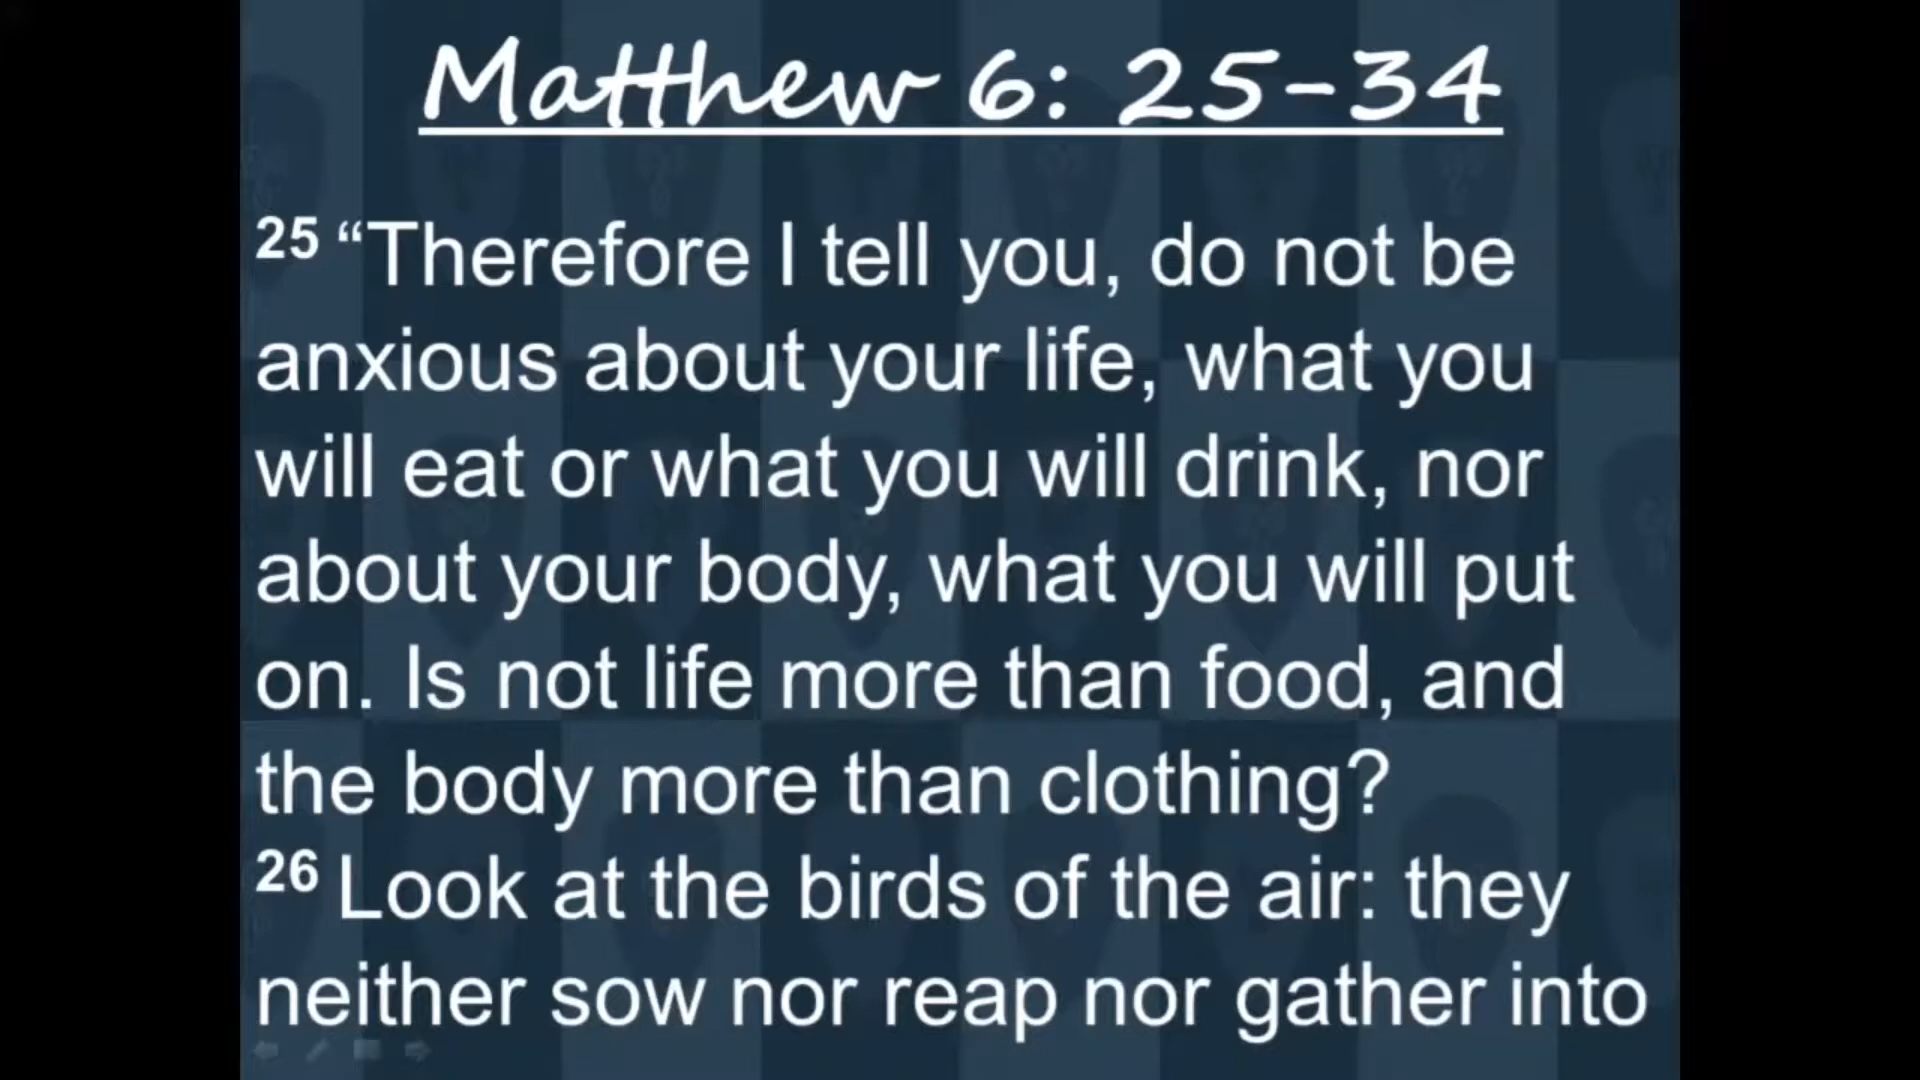 Matthew 6: 25-34
25 “Therefore I tell you, do not be
anxious about your life, what you
will eat or what you will drink, nor
about your body, what you will put
on. Is not life more than food, and
the body more than clothing?
26 Look at the birds of the air: they
neither sow nor reap nor gather into